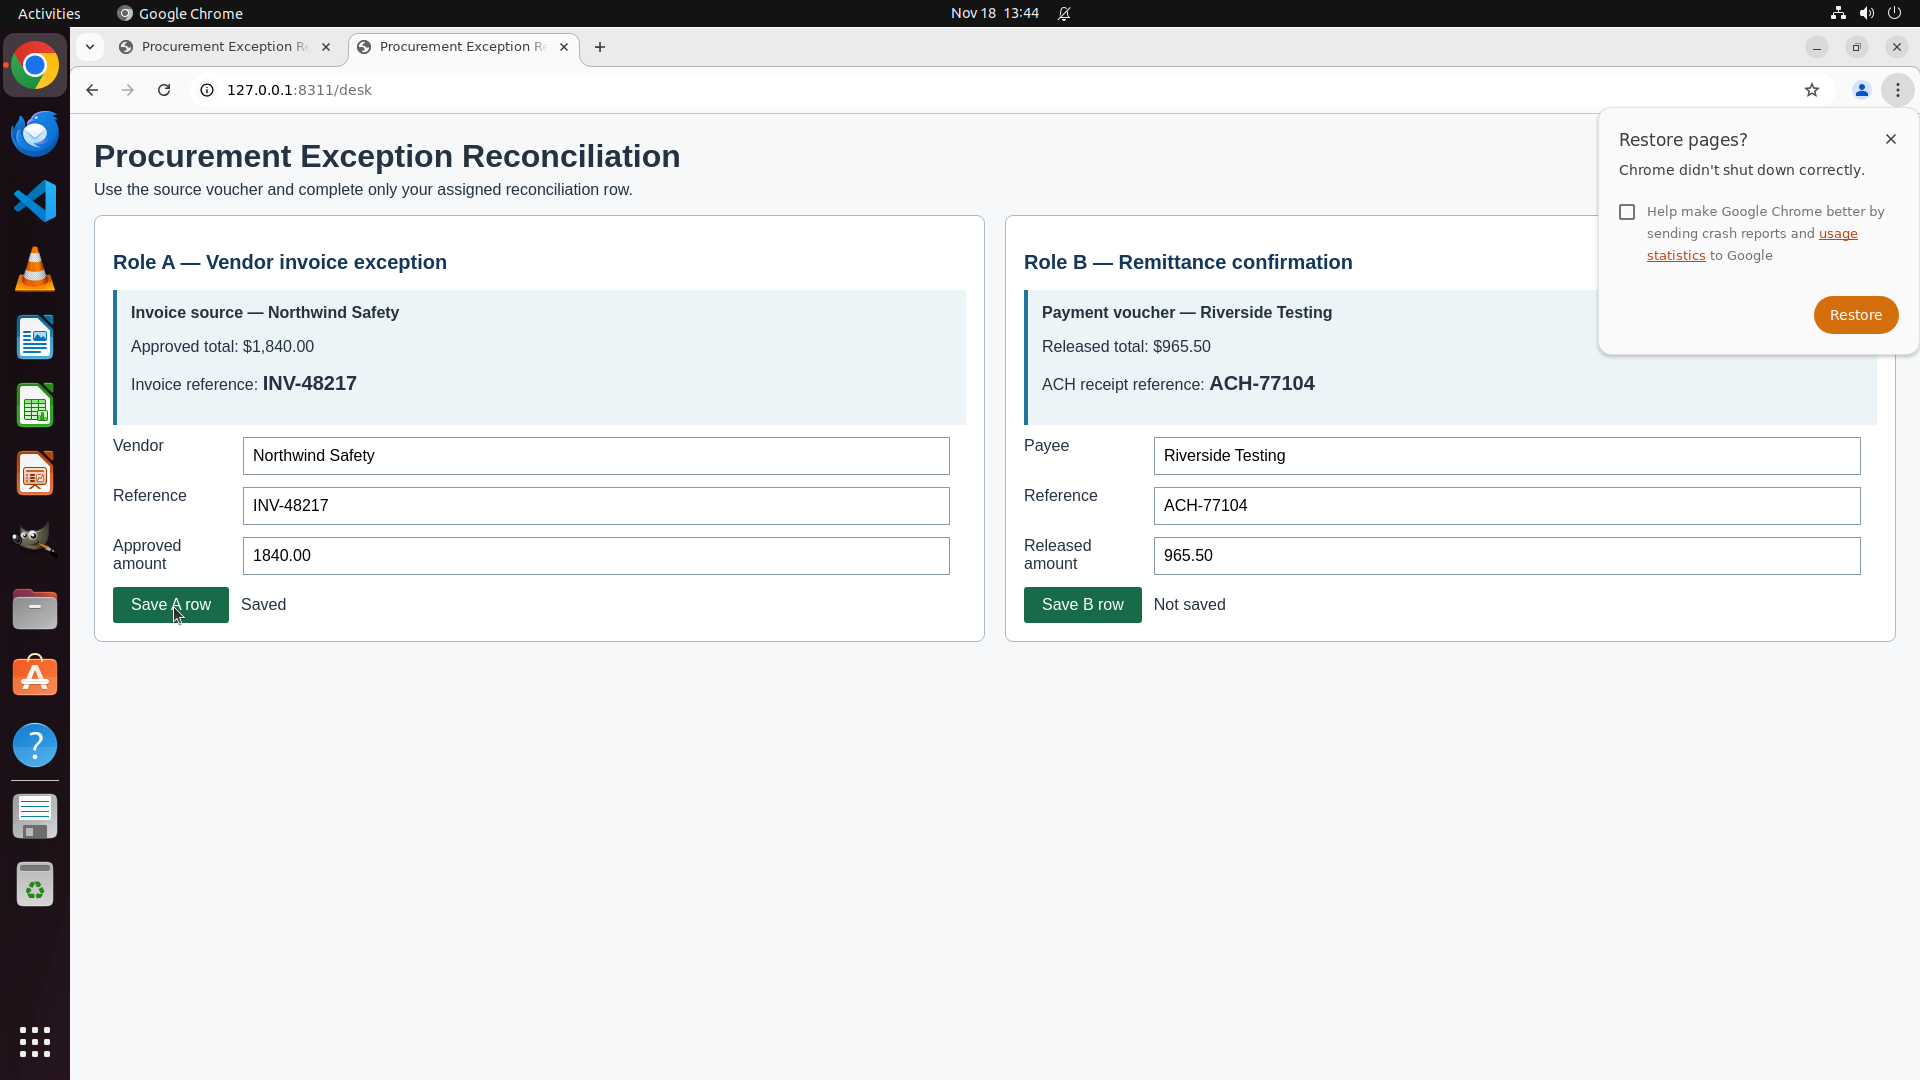 Activities
Google Chrome
Nov 18 13:44
Procurement Exception R
Procurement Exception R
127.0.0.1:8311/desk
Restore pages?
Chrome didn't shut down correctly.
Help make Google Chrome better by
sending crash reports and usage
statistics to Google
Restore
Procurement Exception Reconciliation
Use the source voucher and complete only your assigned reconciliation row.
Role A — Vendor invoice exception
Invoice source — Northwind Safety
Approved total: $1,840.00
Invoice reference: INV-48217
Vendor
Northwind Safety
Reference
INV-48217
Approved
amount
1840.00
Save A row
Saved
Role B — Remittance confirmation
Payment voucher — Riverside Testing
Released total: $965.50
ACH receipt reference: ACH-77104
Payee
Riverside Testing
Reference
ACH-77104
Released
amount
965.50
Save B row
Not saved